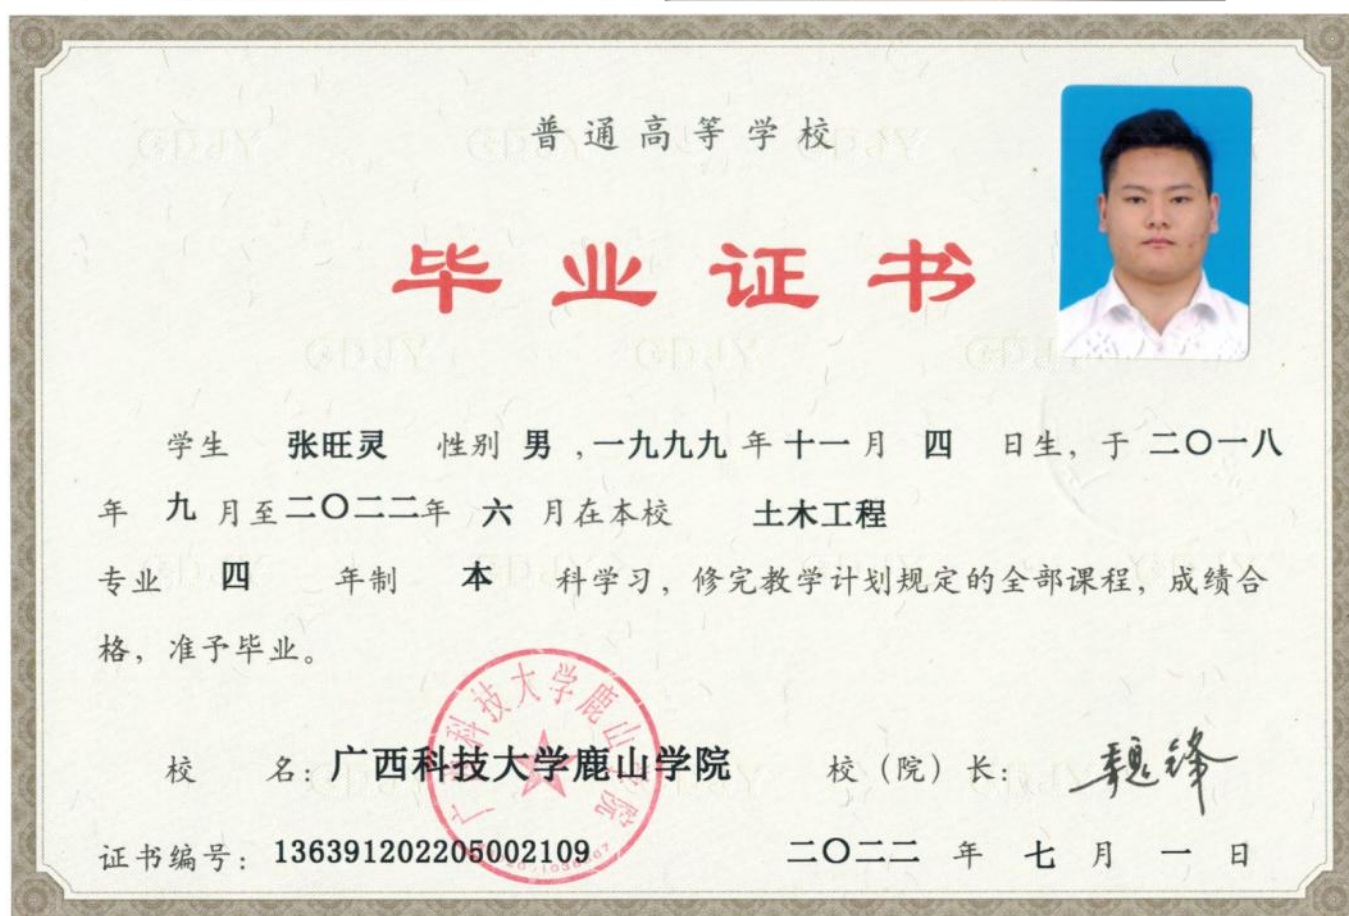 普通高等学校
毕业证书
学生 张旺灵 性别 男 ,一九九九 年 十一 月 四 日生, 于 二〇一八
年 九 月至 二〇二二年 六 月在本校 土木工程
专业 四 年制 本 科学习, 修完教学计划规定的全部课程, 成绩合
格, 准予毕业。
广西科技大学鹿山学院
校 名: 广西科技大学鹿山学院 校 (院) 长: 魏锋
证书编号: 136391202205002109 二〇二二 年 七 月 一 日